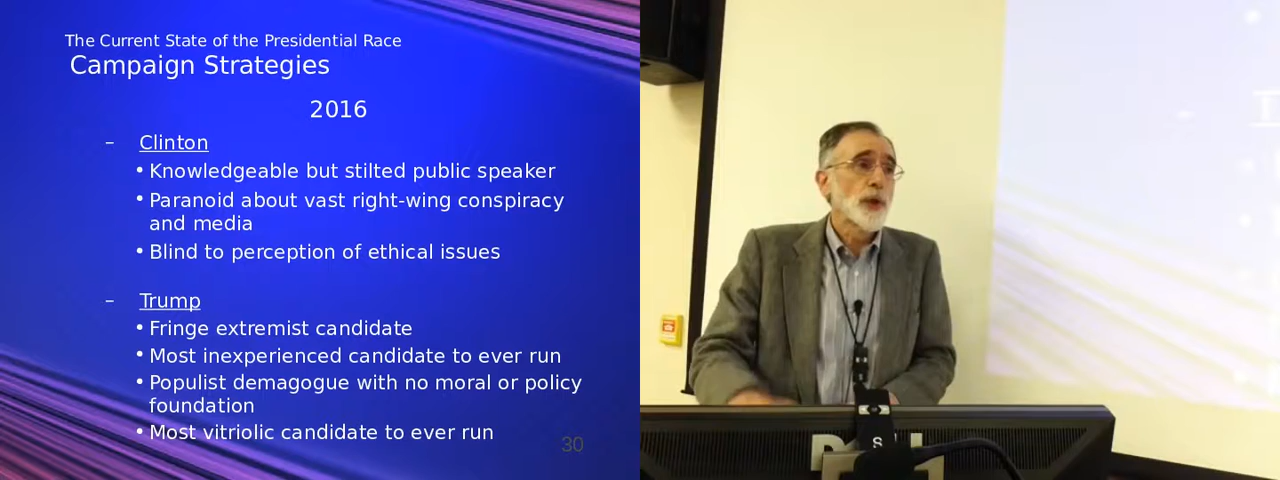 The Current State of the Presidential Race
Campaign Strategies
2016
– Clinton
• Knowledgeable but stilted public speaker
• Paranoid about vast right-wing conspiracy
and media
• Blind to perception of ethical issues
– Trump
• Fringe extremist candidate
• Most inexperienced candidate to ever run
• Populist demagogue with no moral or policy
foundation
• Most vitriolic candidate to ever run
30